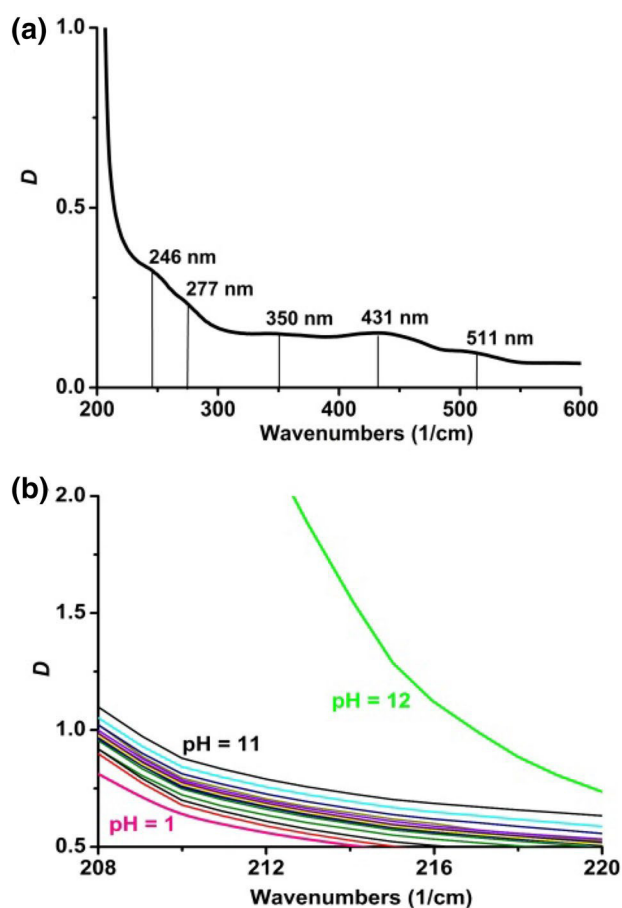 (a)
1.0
0.5
0.0
D
246 nm
277 nm
350 nm
431 nm
511 nm
200 300 400 500 600
Wavenumbers (1/cm)
(b)
2.0
1.5
1.0
0.5
D
pH = 12
pH = 11
pH = 1
208 212 216 220
Wavenumbers (1/cm)